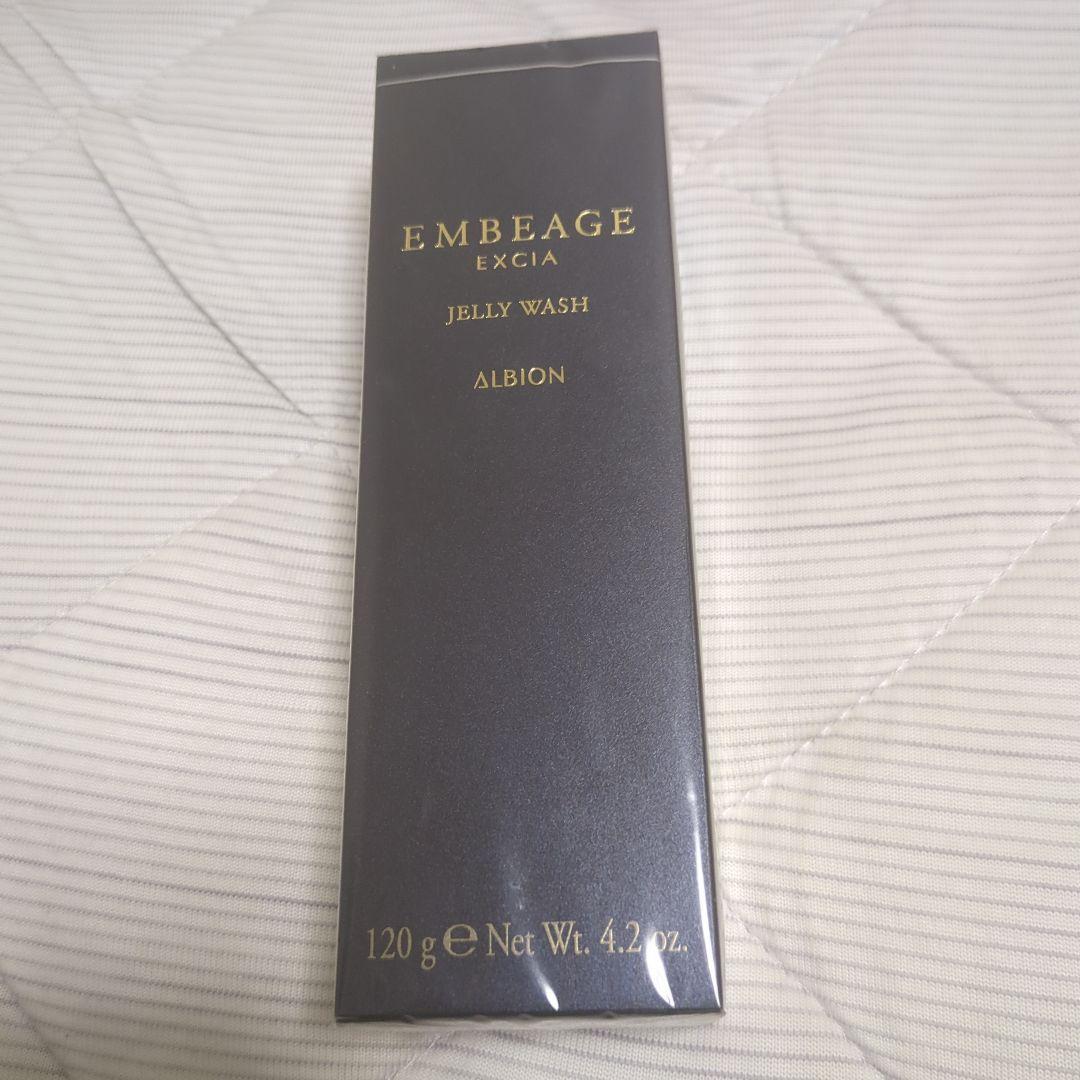 EMBEAGE
EXCIA
JELLY WASH
ALBION
120 g ℮ Net Wt. 4.2 oz.